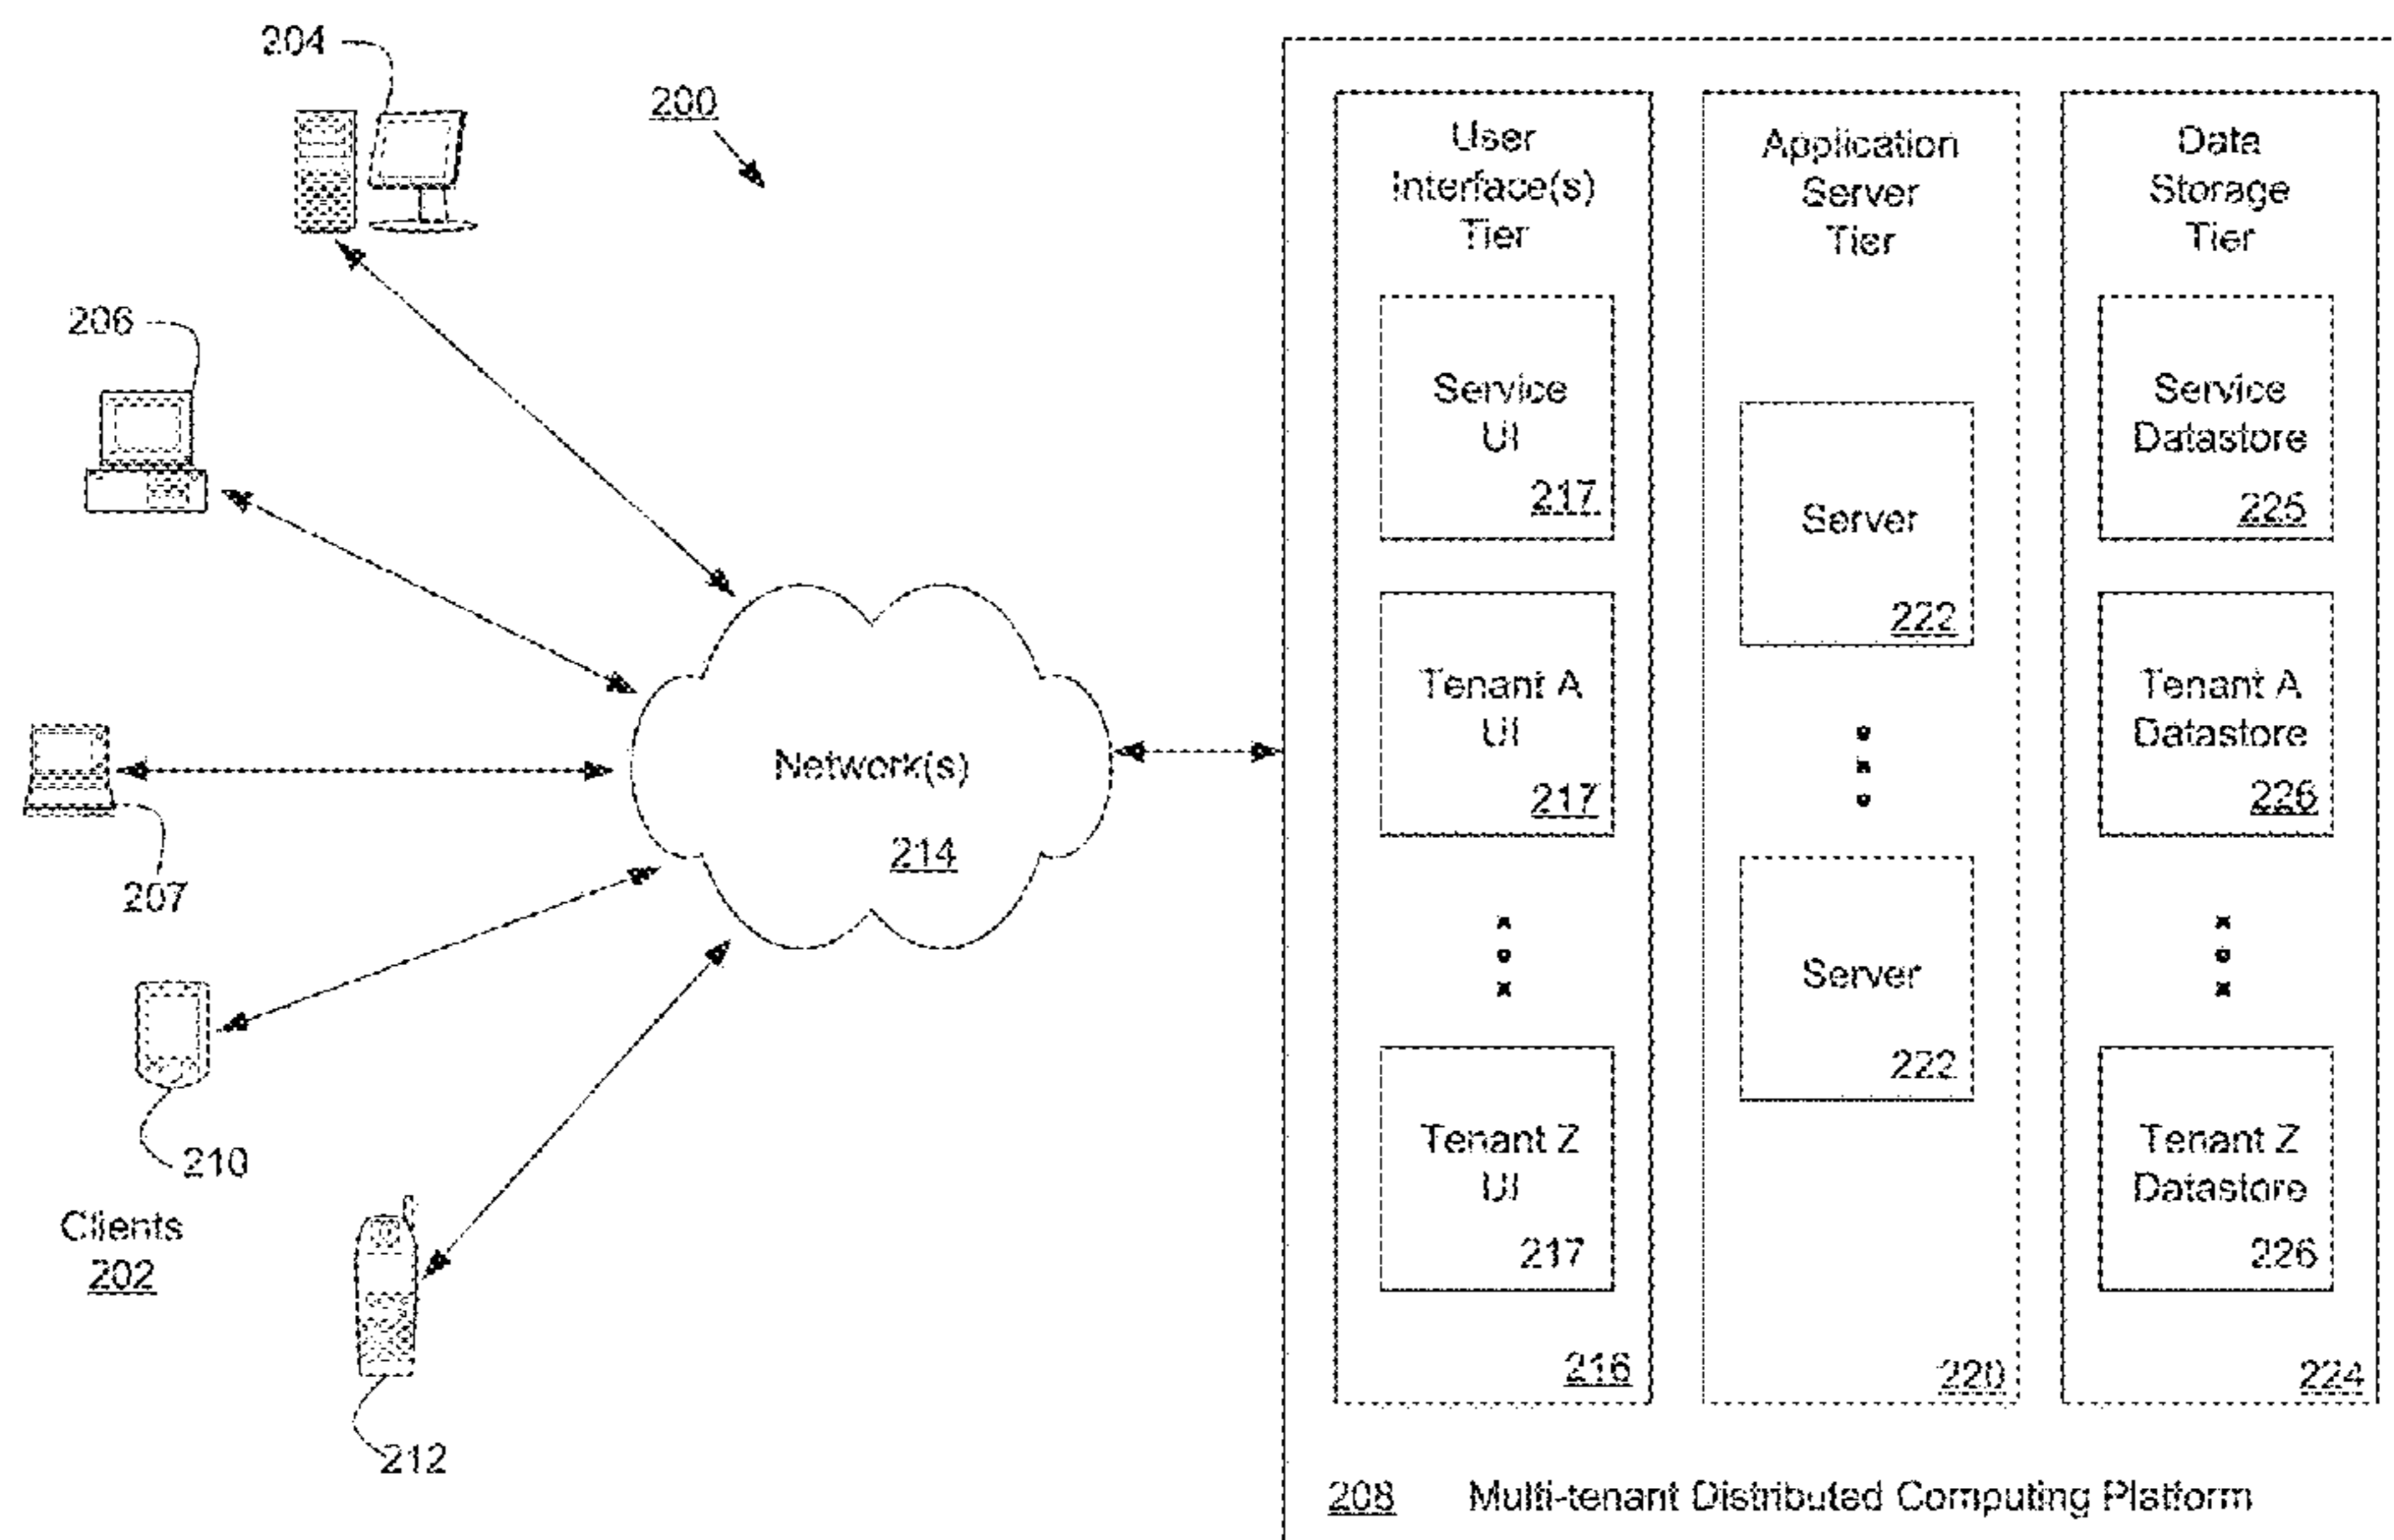 204
200
206
207
210
Clients
202
212
Network(s)
214
User
Interface(s)
Tier
Service
UI
217
Tenant A
UI
217
Tenant Z
UI
217
216
Application
Server
Tier
Server
222
Server
222
220
Data
Storage
Tier
Service
Datastore
225
Tenant A
Datastore
226
Tenant Z
Datastore
226
224
208 Multi-tenant Distributed Computing Platform